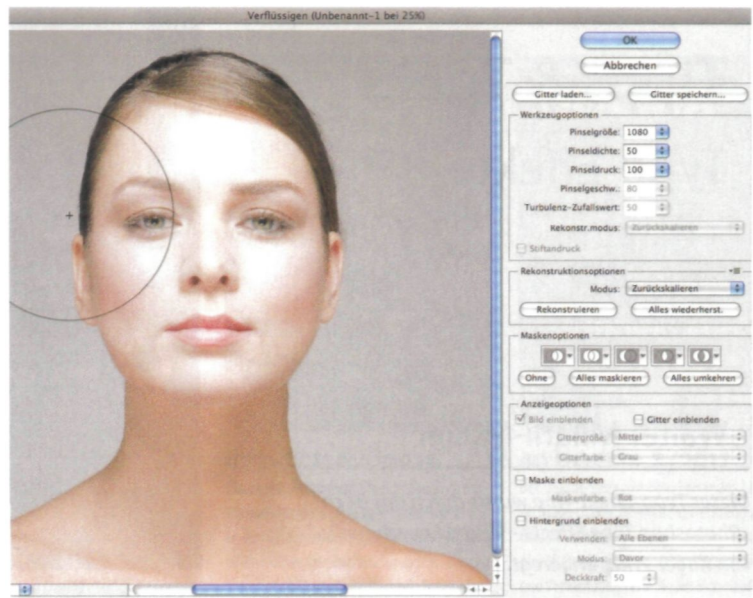 Verflüssigen (Unbenannt-1 bei 25%)
OK
Abbrechen
Gitter laden...
Gitter speichern...
Werkzeugoptionen
Pinselgröße: 1080
Pinseldichte: 50
Pinseldruck: 100
Pinselgeschw.: 80
Turbulenz-Zufallswert: 50
Rekonstr.modus: Zurückskalieren
Stiftandruck
Rekonstruktionsoptionen
Modus: Zurückskalieren
Rekonstruieren
Alles wiederherst.
Maskenoptionen
Ohne
Alles maskieren
Alles umkehren
Anzeigeoptionen
Bild einblenden
Gitter einblenden
Gittergröße: Mittel
Gitterfarbe: Grau
Maske einblenden
Maskenfarbe: Rot
Hintergrund einblenden
Verwenden: Alle Ebenen
Modus: Davor
Deckkraft: 50